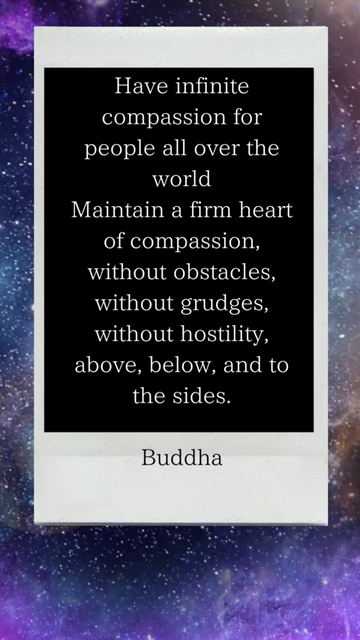 Have infinite
compassion for
people all over the
world
Maintain a firm heart
of compassion,
without obstacles,
without grudges,
without hostility,
above, below, and to
the sides.
Buddha